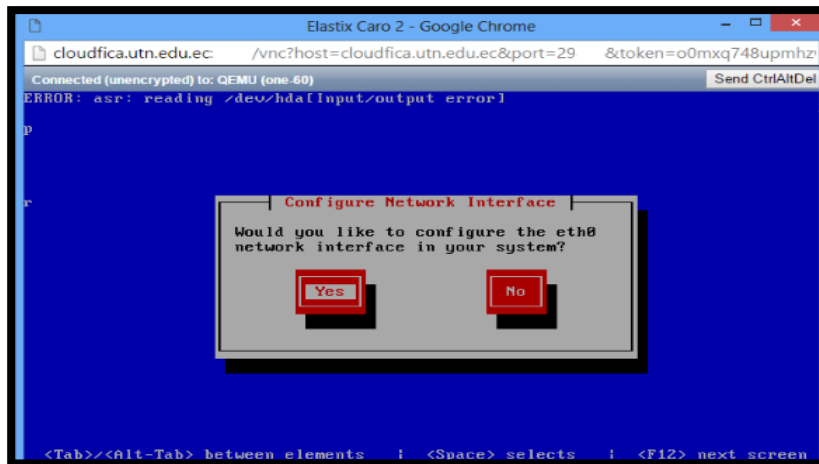 Elastix Caro 2 - Google Chrome
cloudfica.utn.edu.ec: /vnc?host=cloudfica.utn.edu.ec&port=29 &token=o0mxq748upmhz
Connected (unencrypted) to: QEMU (one-60)
Send CtrlAltDel
ERROR: asr: reading /dev/hda[Input/output error]
p
r
Configure Network Interface
Would you like to configure the eth0
network interface in your system?
Yes No
<Tab>/<Alt-Tab> between elements | <Space> selects | <F12> next screen